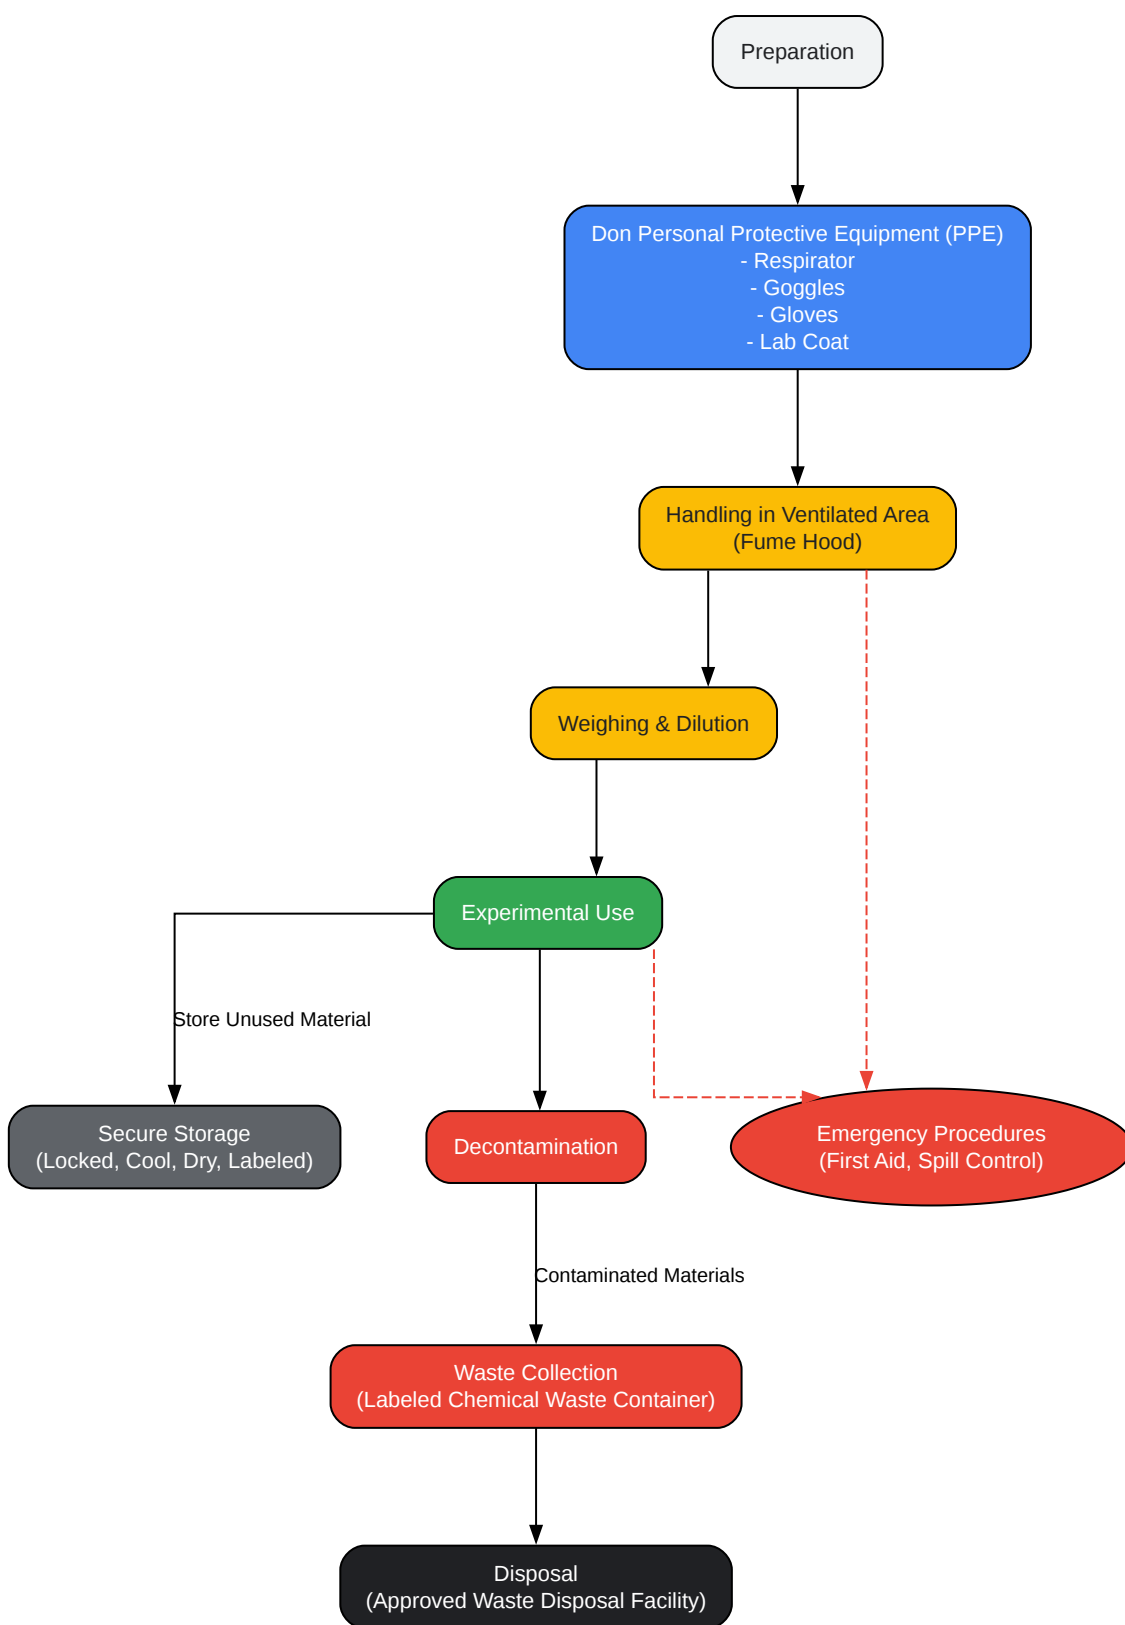 Preparation
Don Personal Protective Equipment (PPE)
- Respirator
- Goggles
- Gloves
- Lab Coat
Handling in Ventilated Area
(Fume Hood)
Weighing & Dilution
Experimental Use
Store Unused Material
Secure Storage
(Locked, Cool, Dry, Labeled)
Decontamination
Emergency Procedures
(First Aid, Spill Control)
Contaminated Materials
Waste Collection
(Labeled Chemical Waste Container)
Disposal
(Approved Waste Disposal Facility)